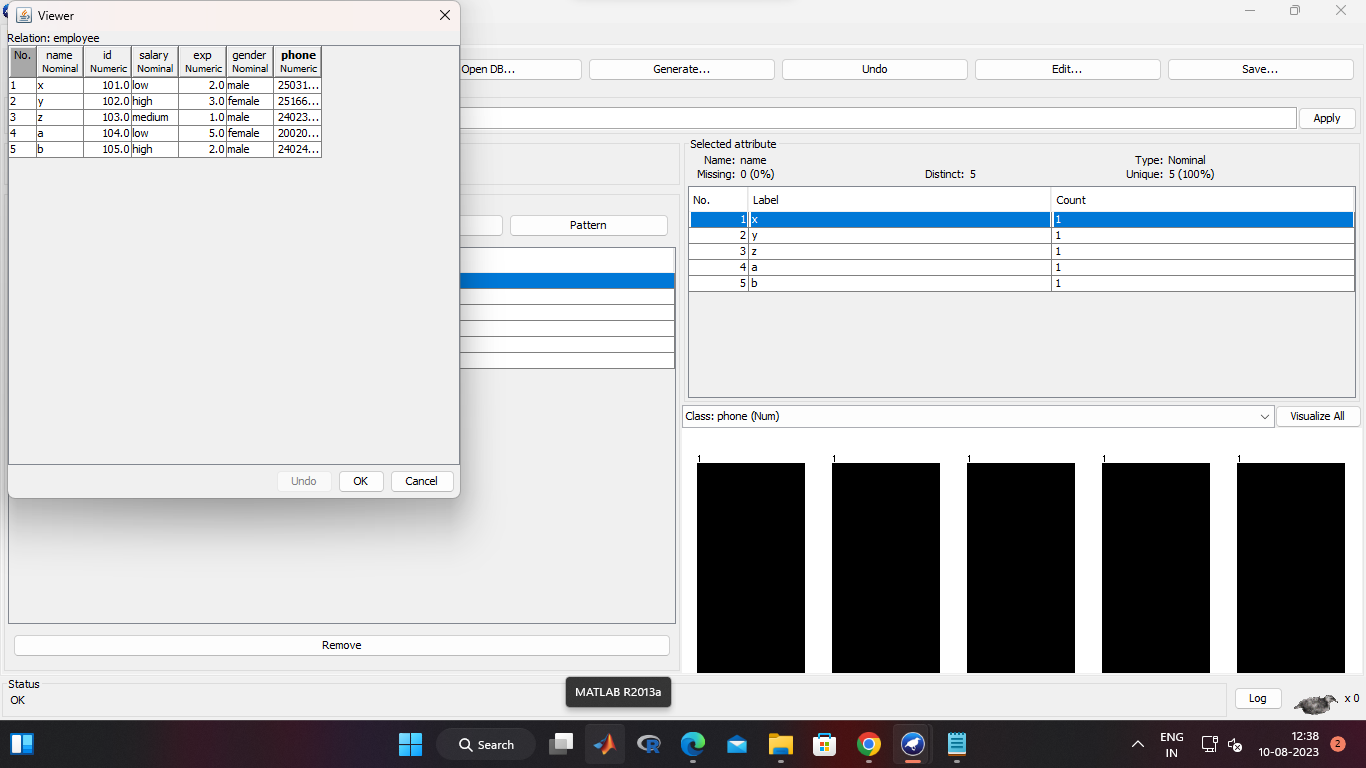 Viewer
Relation: employee
No. name id salary exp gender phone
Nominal Numeric Nominal Numeric Nominal Numeric
1 x 101.0 low 2.0 male 25031...
2 y 102.0 high 3.0 female 25166...
3 z 103.0 medium 1.0 male 24023...
4 a 104.0 low 5.0 female 20020...
5 b 105.0 high 2.0 male 24024...
Undo OK Cancel
Open DB... Generate... Undo Edit... Save...
Apply
Pattern
Selected attribute
Name: name Type: Nominal
Missing: 0 (0%) Distinct: 5 Unique: 5 (100%)
No. Label Count
1 x 1
2 y 1
3 z 1
4 a 1
5 b 1
Class: phone (Num) Visualize All
1 1 1 1 1
Remove
Status
OK
Log x 0
MATLAB R2013a
Search
ENG
IN
12:38
10-08-2023
2